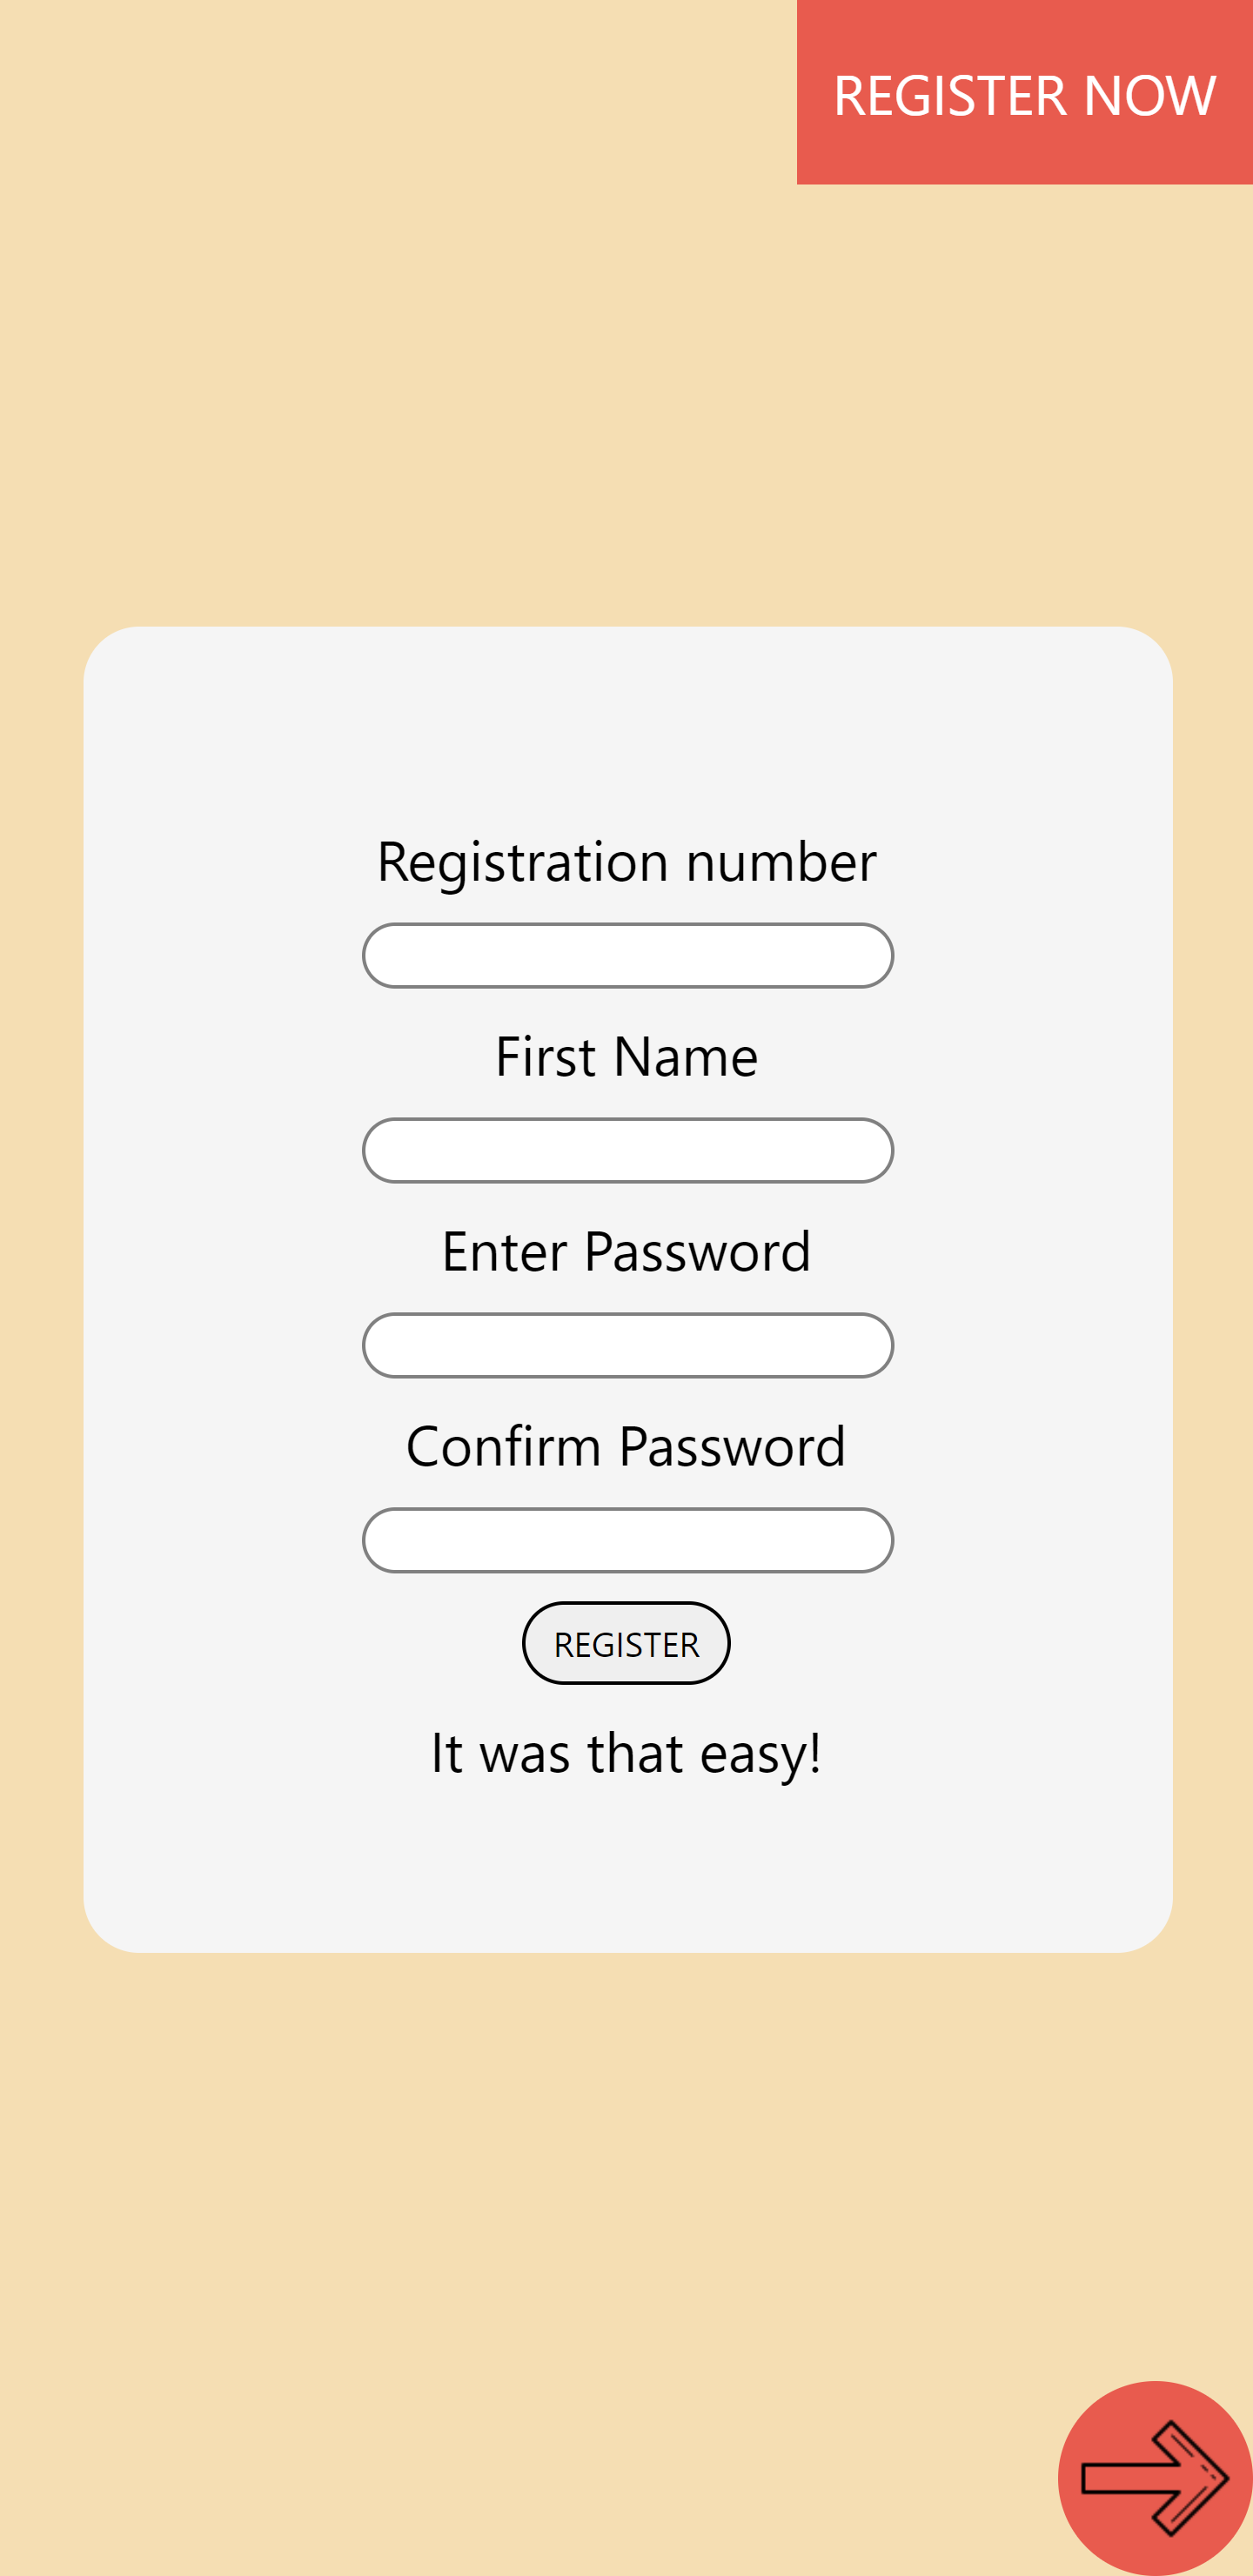 REGISTER NOW
Registration number
First Name
Enter Password
Confirm Password
REGISTER
It was that easy!